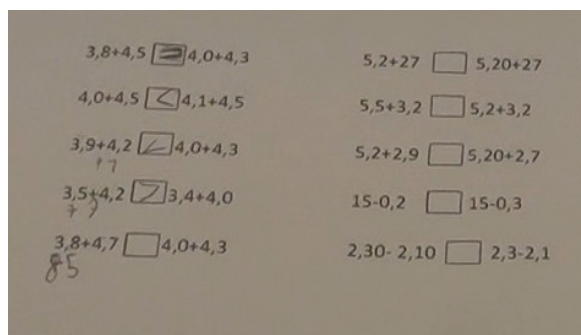 3,8+4,5 = 4,0+4,3
4,0+4,5 < 4,1+4,5
3,9+4,2 < 4,0+4,3
3,5+4,2 > 3,4+4,0
7 7
3,8+4,7 4,0+4,3
85
5,2+27 5,20+27
5,5+3,2 5,2+3,2
5,2+2,9 5,20+2,7
15-0,2 15-0,3
2,30- 2,10 2,3-2,1